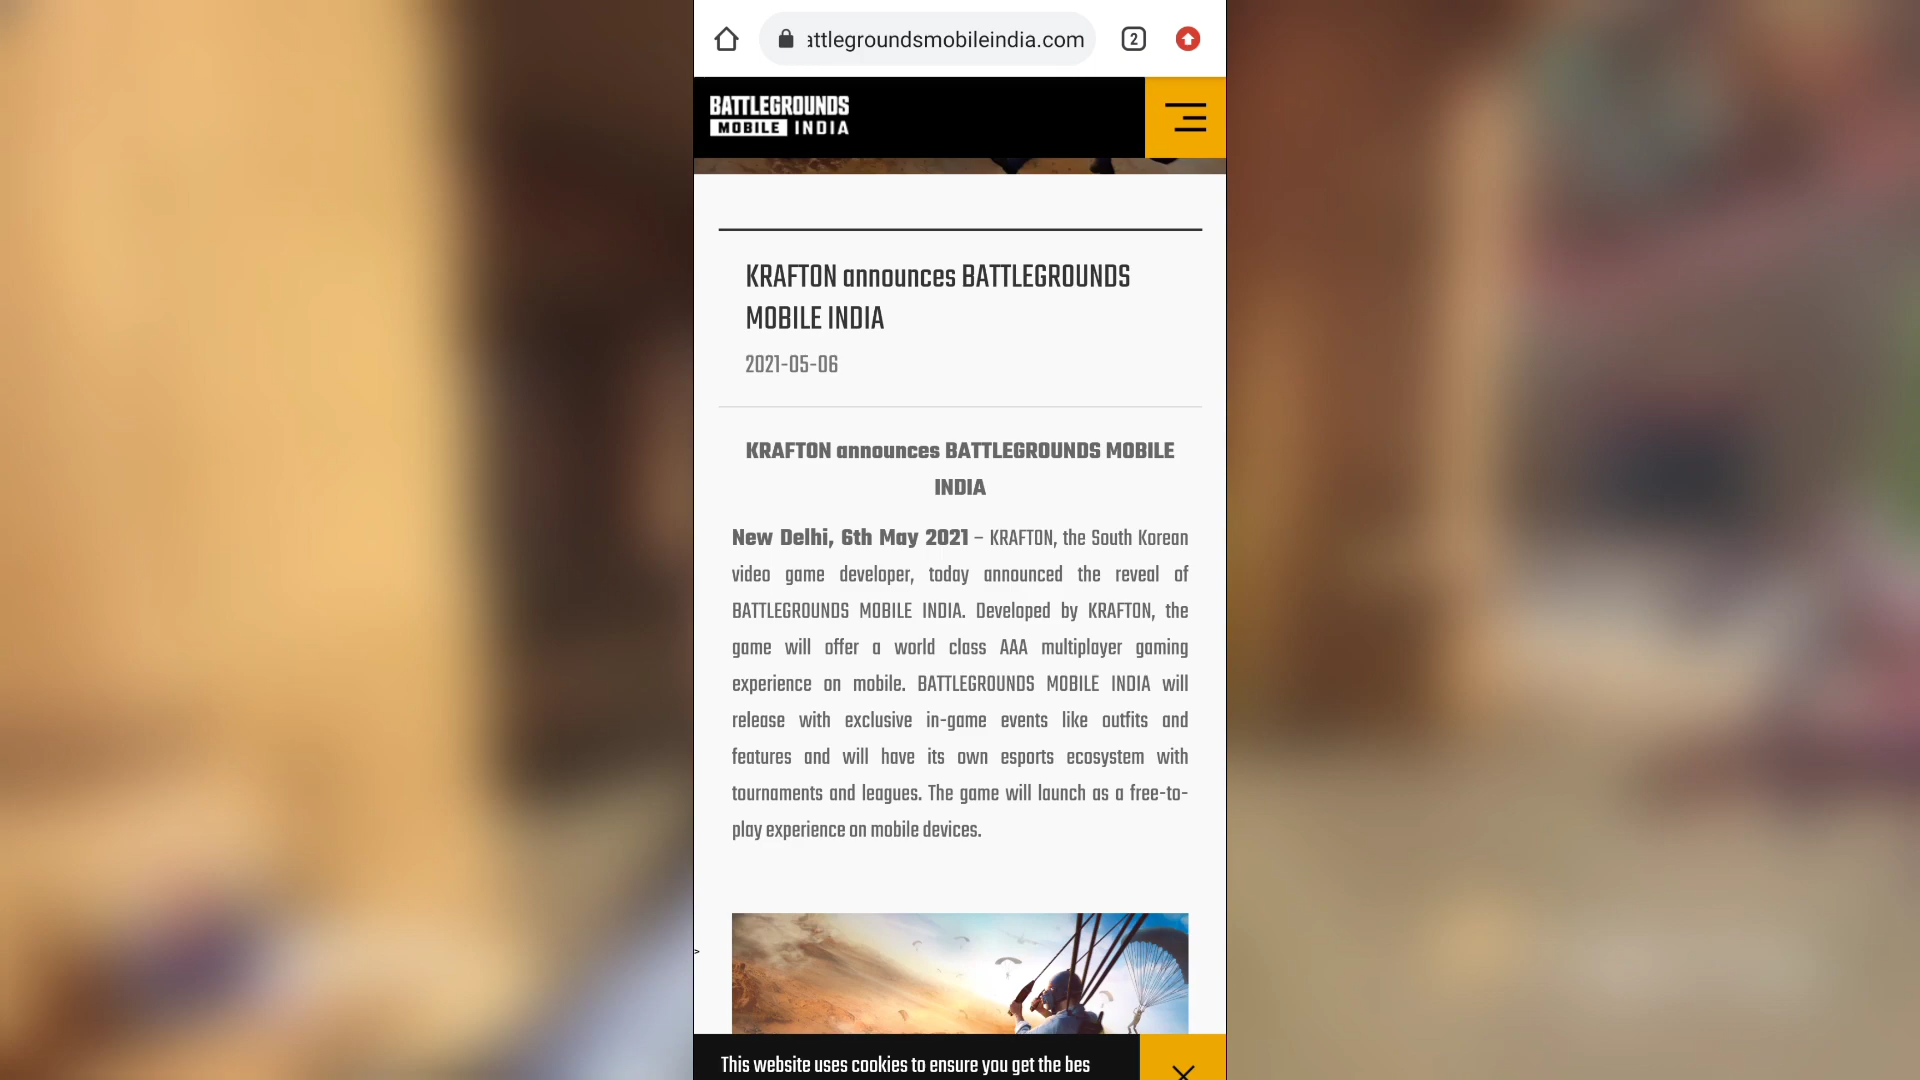 attlegroundsmobileindia.com
2
BATTLEGROUNDS
MOBILE INDIA
KRAFTON announces BATTLEGROUNDS
MOBILE INDIA
2021-05-06
KRAFTON announces BATTLEGROUNDS MOBILE
INDIA
New Delhi, 6th May 2021 – KRAFTON, the South Korean
video game developer, today announced the reveal of
BATTLEGROUNDS MOBILE INDIA. Developed by KRAFTON, the
game will offer a world class AAA multiplayer gaming
experience on mobile. BATTLEGROUNDS MOBILE INDIA will
release with exclusive in-game events like outfits and
features and will have its own esports ecosystem with
tournaments and leagues. The game will launch as a free-to-
play experience on mobile devices.
>
This website uses cookies to ensure you get the bes